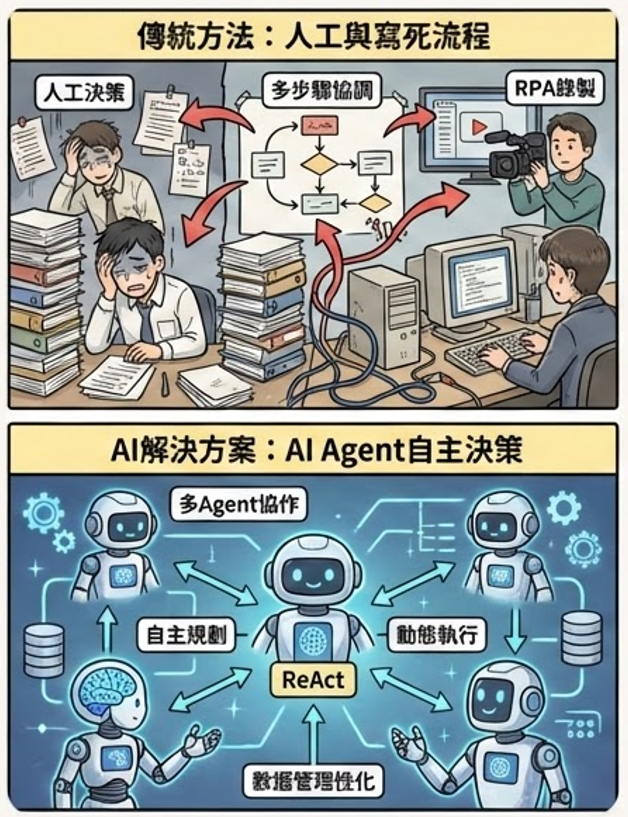 傳統方法：人工與寫死流程
人工決策
多步驟協調
RPA錄製
AI解決方案：AI Agent自主決策
多Agent協作
自主規劃
動態執行
ReAct
數據管理性化